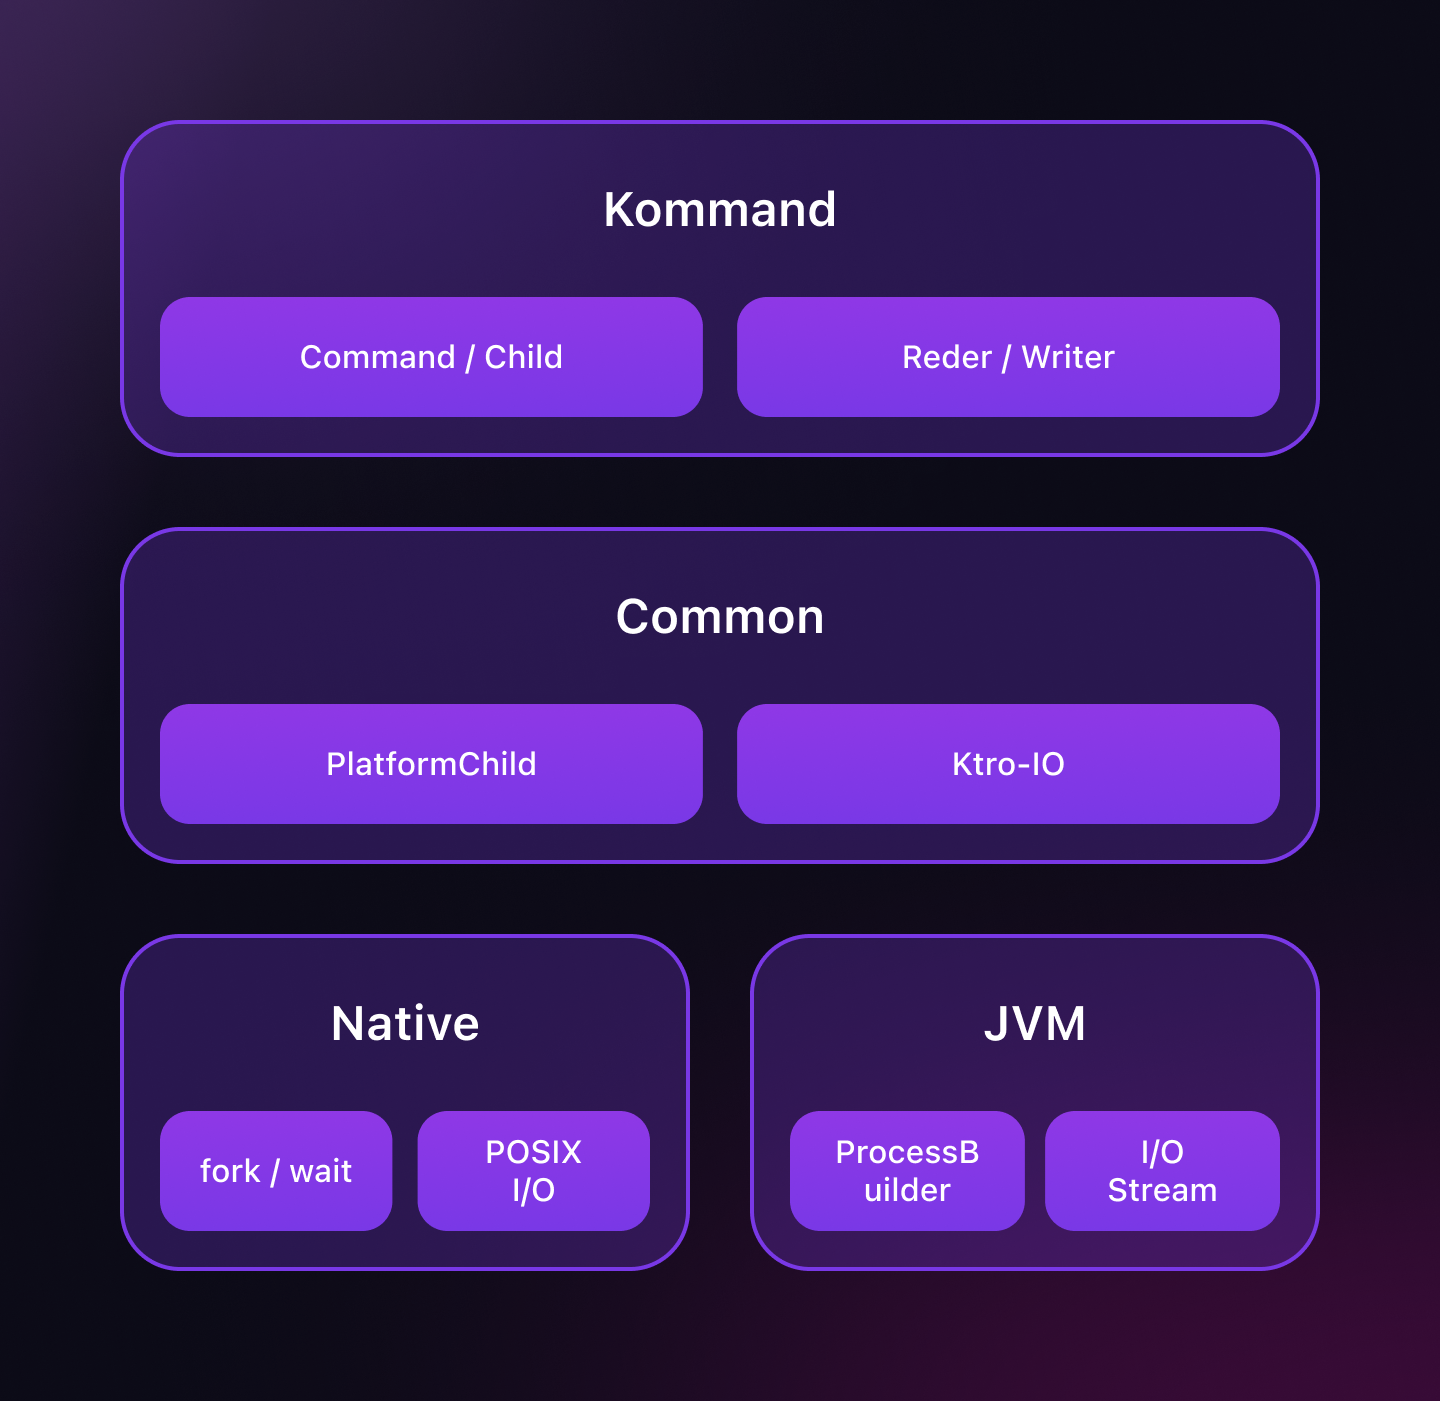 Kommand
Command / Child
Reder / Writer
Common
PlatformChild
Ktro-IO
Native
JVM
fork / wait
POSIX
I/O
ProcessB
uilder
I/O
Stream